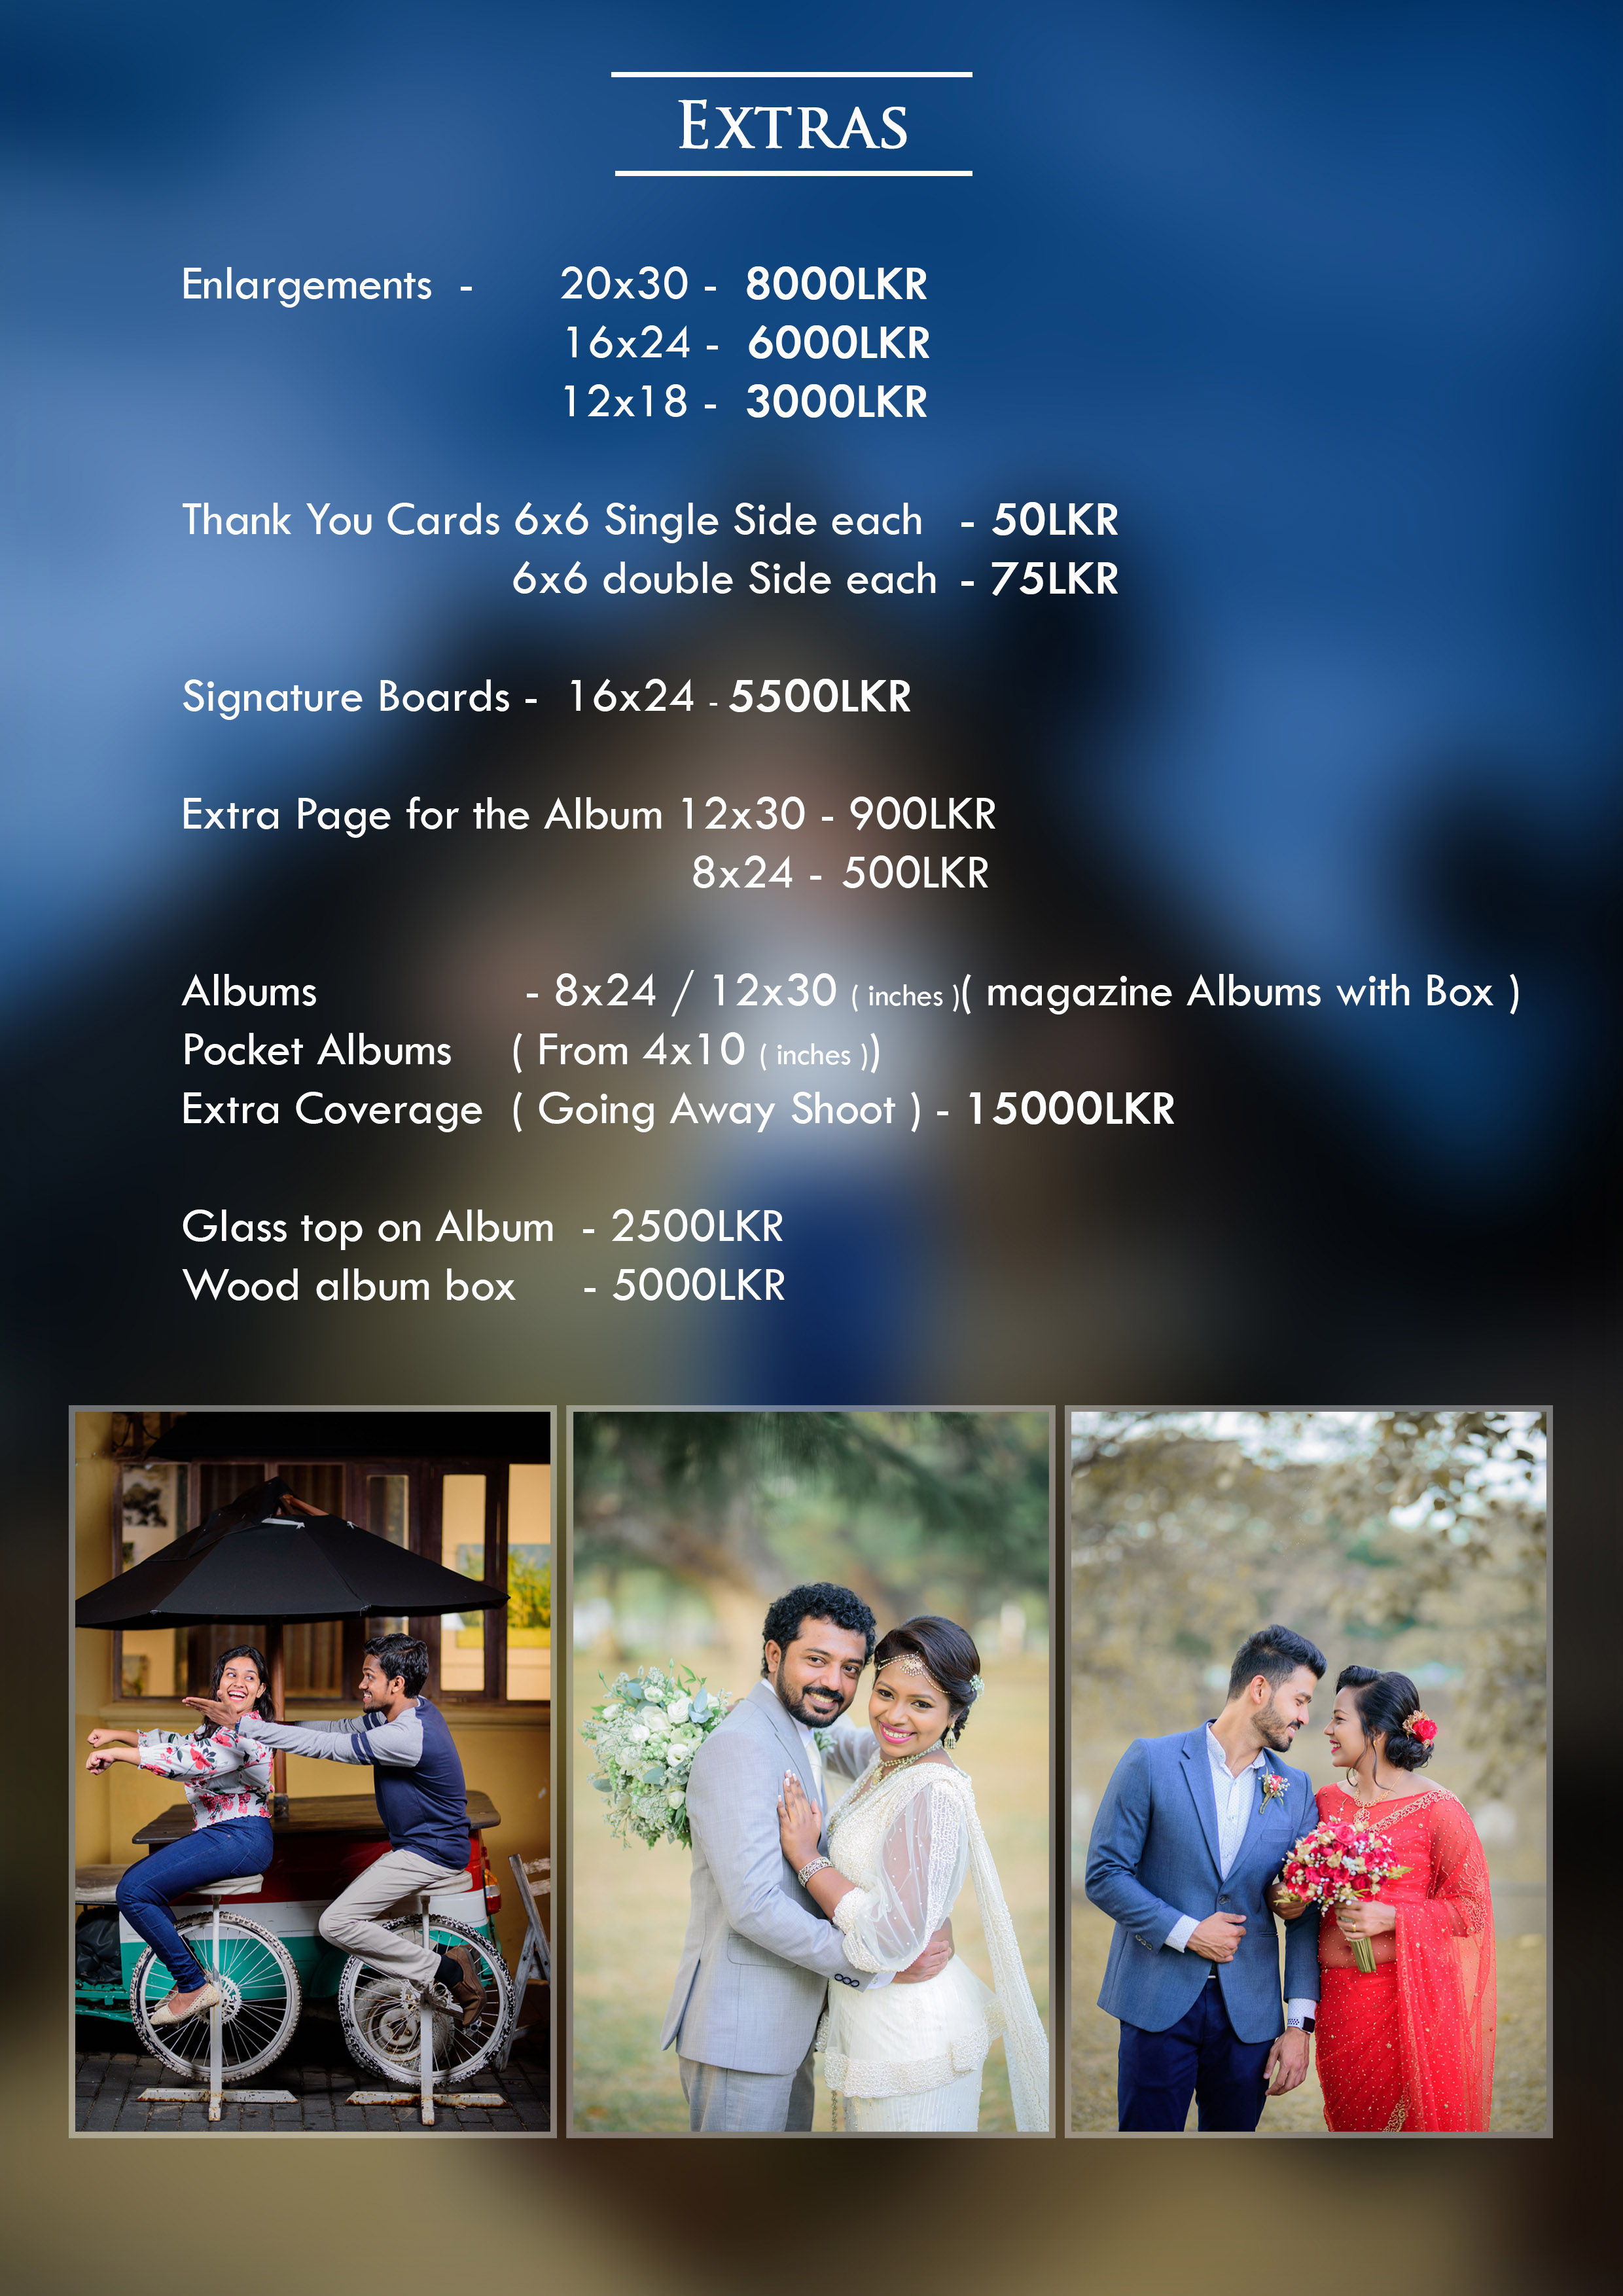 Extras
Enlargements - 20x30 - 8000LKR
16x24 - 6000LKR
12x18 - 3000LKR
Thank You Cards 6x6 Single Side each - 50LKR
6x6 double Side each - 75LKR
Signature Boards - 16x24 - 5500LKR
Extra Page for the Album 12x30 - 900LKR
8x24 - 500LKR
Albums - 8x24 / 12x30 ( inches )( magazine Albums with Box )
Pocket Albums ( From 4x10 ( inches ))
Extra Coverage ( Going Away Shoot ) - 15000LKR
Glass top on Album - 2500LKR
Wood album box - 5000LKR